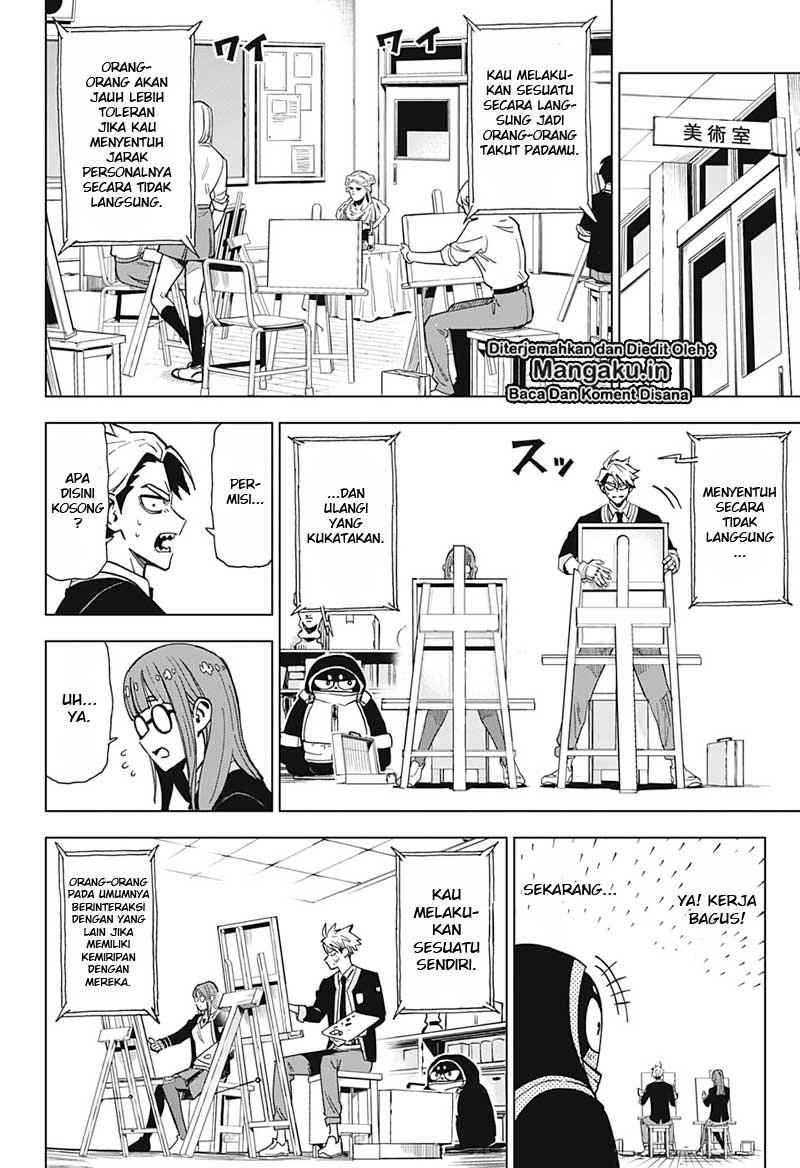 美術室
KAU MELAKU-
KAN SESUATU
SECARA LANG-
SUNG JADI
ORANG-ORANG
TAKUT PADAMU.
ワイ
ワイ
ORANG-
ORANG AKAN
JAUH LEBIH
TOLERAN
JIKA KAU
MENYENTUH
JARAK
PERSONALNYA
SECARA TIDAK
LANGSUNG.
Diterjemahkan dan Diedit Oleh :
Mangaku.in
Baca Dan Koment Disana
MENYENTUH
SECARA
TIDAK
LANGSUNG
...
スッ
...DAN
ULANGI
YANG
KUKATAKAN.
PER-
MISI...
APA
DISINI
KOSONG
?
UH...
YA.
SEKARANG...
YA! KERJA
BAGUS!
KAU
MELAKU-
KAN
SESUATU
SENDIRI.
ORANG-ORANG
PADA UMUMNYA
BERINTERAKSI
DENGAN YANG
LAIN JIKA
MEMILIKI
KEMIRIPAN
DENGAN
MEREKA.